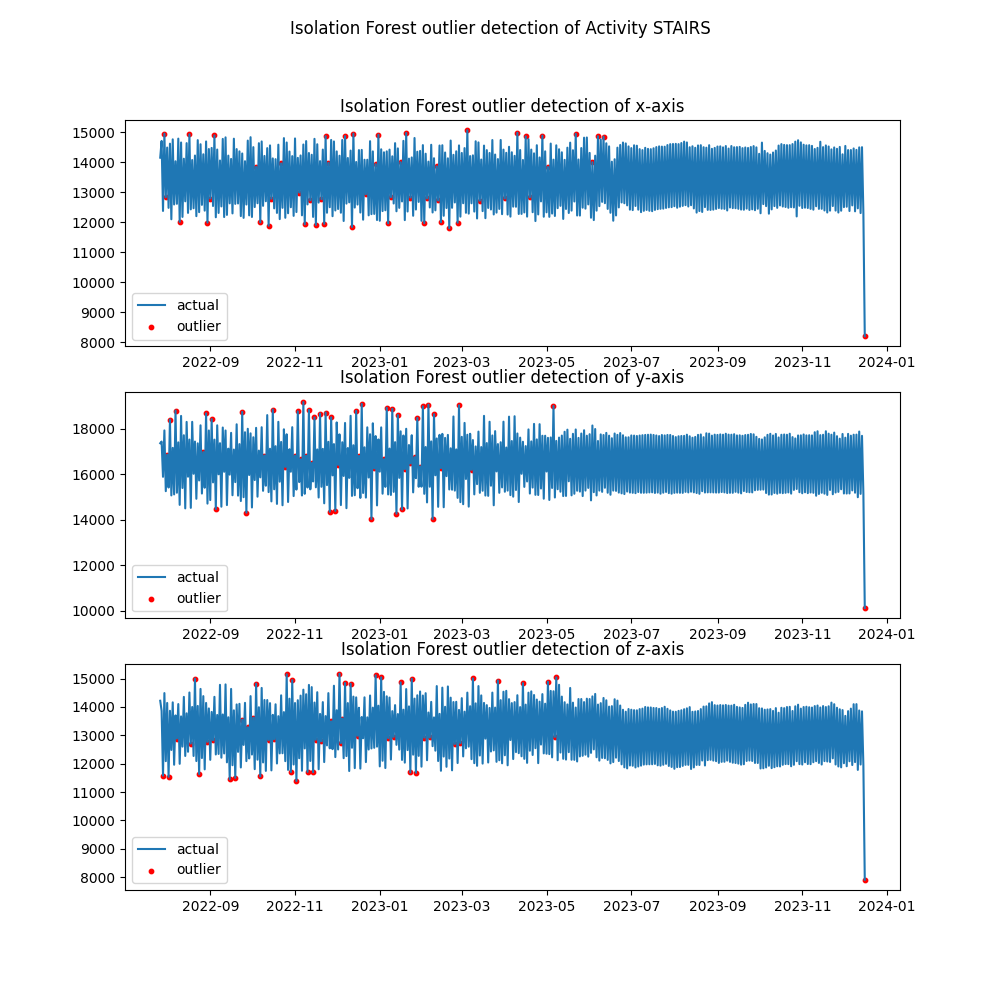 Isolation Forest outlier detection of Activity STAIRS
Isolation Forest outlier detection of x-axis
15000
14000
13000
12000
11000
10000
9000
8000
actual
outlier
2022-09 2022-11 2023-01 2023-03 2023-05 2023-07 2023-09 2023-11 2024-01
Isolation Forest outlier detection of y-axis
18000
16000
14000
12000
10000
actual
outlier
2022-09 2022-11 2023-01 2023-03 2023-05 2023-07 2023-09 2023-11 2024-01
Isolation Forest outlier detection of z-axis
15000
14000
13000
12000
11000
10000
9000
8000
actual
outlier
2022-09 2022-11 2023-01 2023-03 2023-05 2023-07 2023-09 2023-11 2024-01